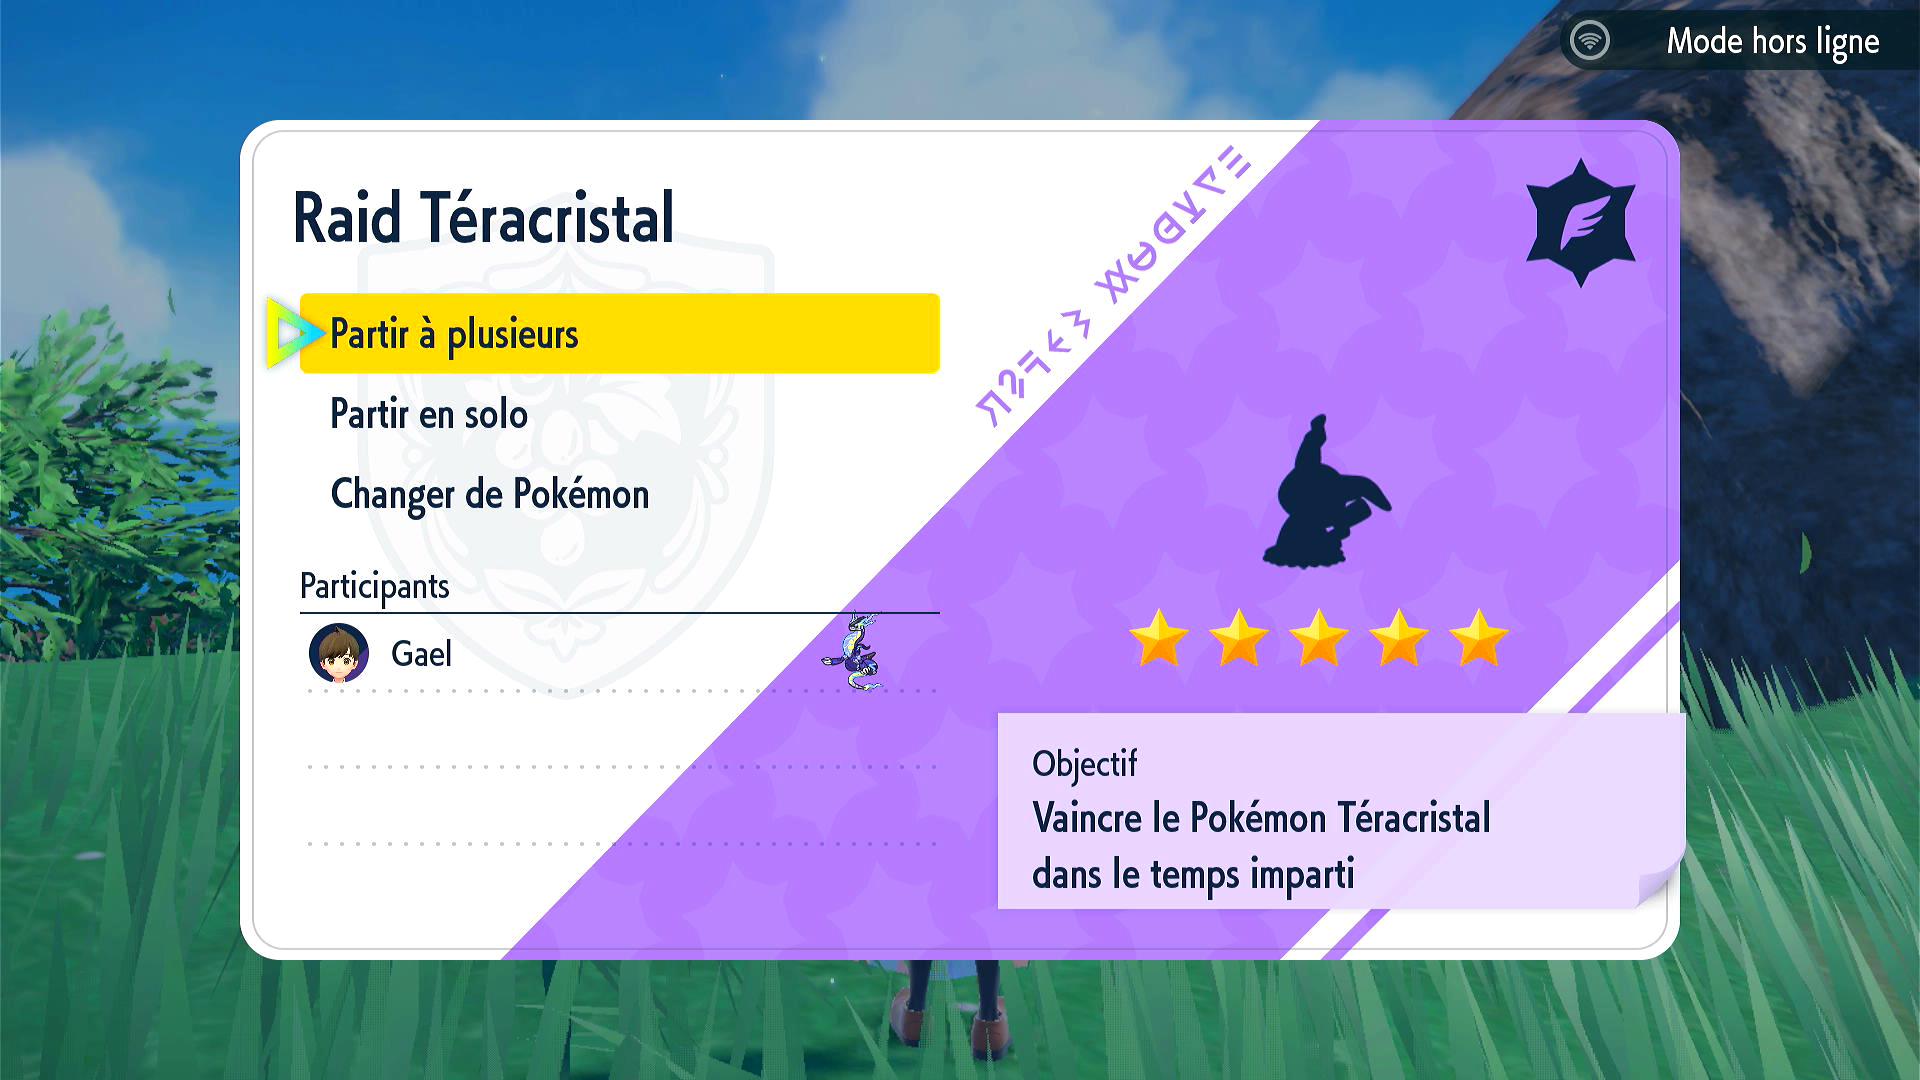 Mode hors ligne
Raid Téracristal
Partir à plusieurs
Partir en solo
Changer de Pokémon
Participants
Gael
Objectif
Vaincre le Pokémon Téracristal
dans le temps imparti